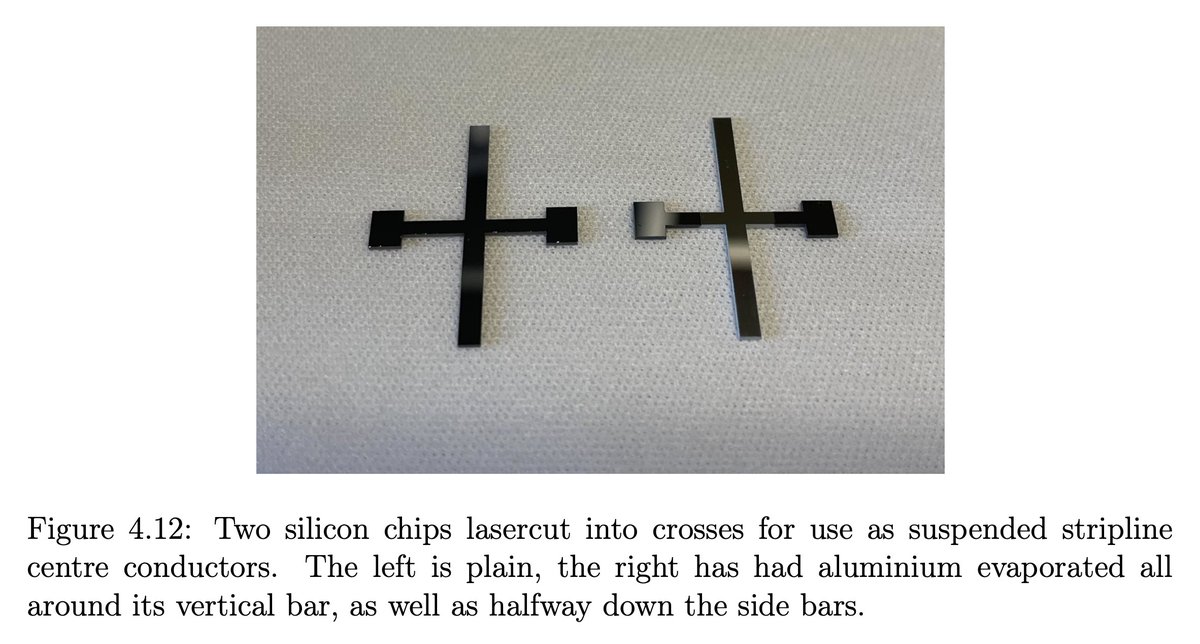 Figure 4.12: Two silicon chips lasercut into crosses for use as suspended stripline
centre conductors. The left is plain, the right has had aluminium evaporated all
around its vertical bar, as well as halfway down the side bars.